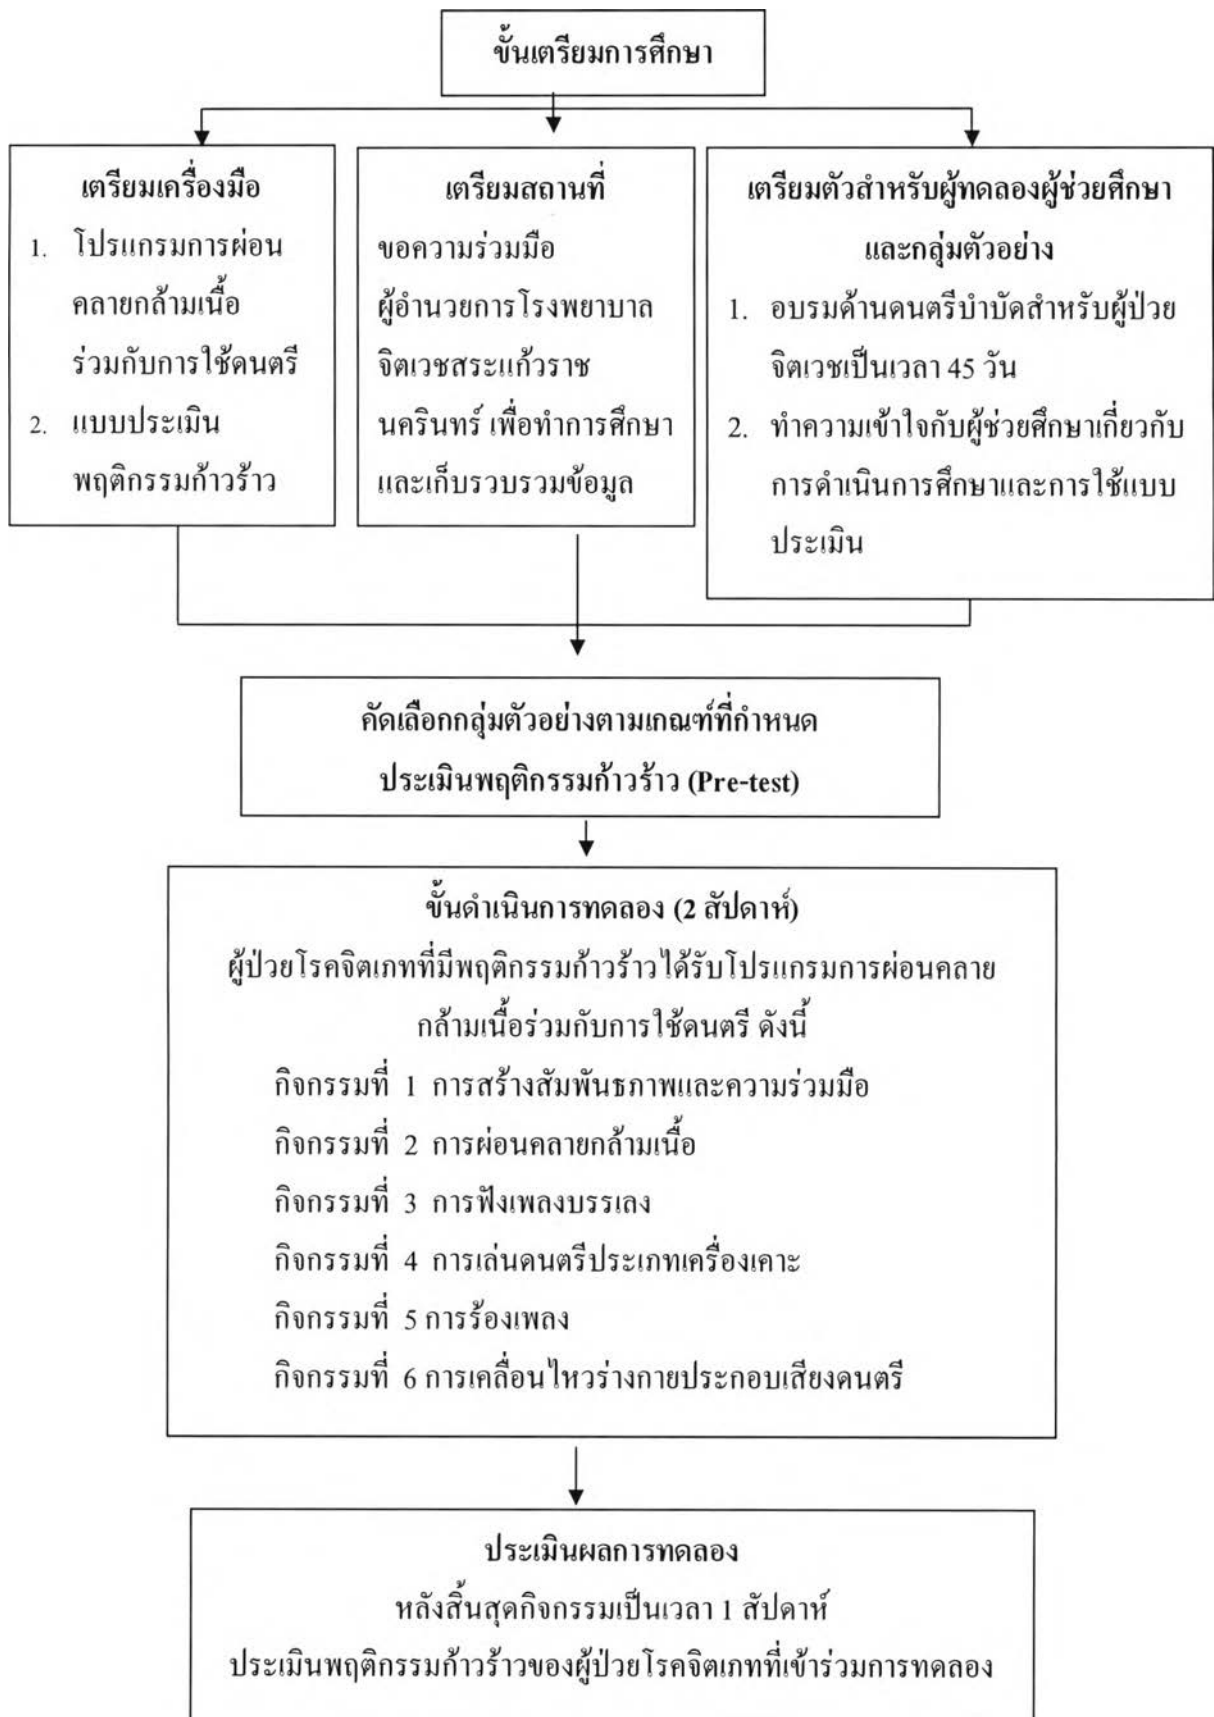 ขั้นเตรียมการศึกษา
เตรียมเครื่องมือ
1. โปรแกรมการผ่อน
คลายกล้ามเนื้อ
ร่วมกับการใช้ดนตรี
2. แบบประเมิน
พฤติกรรมก้าวร้าว
เตรียมสถานที่
ขอความร่วมมือ
ผู้อำนวยการโรงพยาบาล
จิตเวชสระแก้วราช
นครินทร์ เพื่อทำการศึกษา
และเก็บรวบรวมข้อมูล
เตรียมตัวสำหรับผู้ทดลองผู้ช่วยศึกษา
และกลุ่มตัวอย่าง
1. อบรมด้านดนตรีบำบัดสำหรับผู้ป่วย
จิตเวชเป็นเวลา 45 วัน
2. ทำความเข้าใจกับผู้ช่วยศึกษาเกี่ยวกับ
การดำเนินการศึกษาและการใช้แบบ
ประเมิน
คัดเลือกกลุ่มตัวอย่างตามเกณฑ์ที่กำหนด
ประเมินพฤติกรรมก้าวร้าว (Pre-test)
ขั้นดำเนินการทดลอง (2 สัปดาห์)
ผู้ป่วยโรคจิตเภทที่มีพฤติกรรมก้าวร้าวได้รับโปรแกรมการผ่อนคลาย
กล้ามเนื้อร่วมกับการใช้ดนตรี ดังนี้
กิจกรรมที่ 1 การสร้างสัมพันธภาพและความร่วมมือ
กิจกรรมที่ 2 การผ่อนคลายกล้ามเนื้อ
กิจกรรมที่ 3 การฟังเพลงบรรเลง
กิจกรรมที่ 4 การเล่นดนตรีประเภทเครื่องเคาะ
กิจกรรมที่ 5 การร้องเพลง
กิจกรรมที่ 6 การเคลื่อนไหวร่างกายประกอบเสียงดนตรี
ประเมินผลการทดลอง
หลังสิ้นสุดกิจกรรมเป็นเวลา 1 สัปดาห์
ประเมินพฤติกรรมก้าวร้าวของผู้ป่วยโรคจิตเภทที่เข้าร่วมการทดลอง